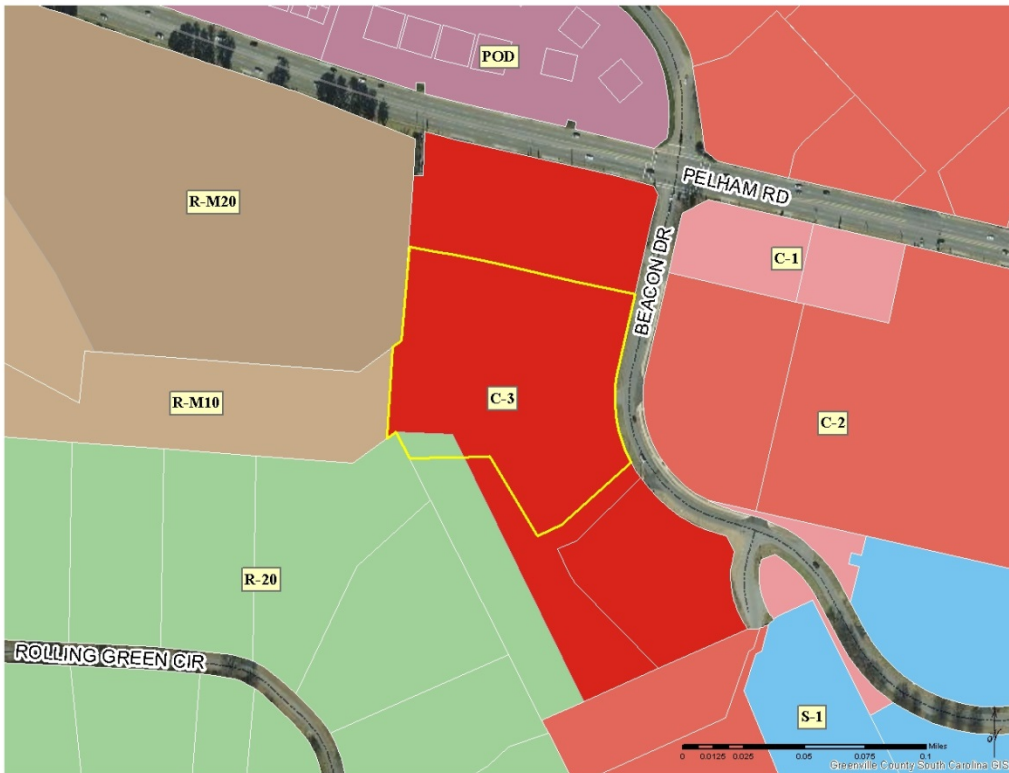 POD
PELHAM RD
R-M20
C-1
BEACON DR
R-M10
C-3
C-2
R-20
ROLLING GREEN CIR
S-1
Miles
0 0.0125 0.025 0.05 0.075 0.1
Greenville County South Carolina GIS